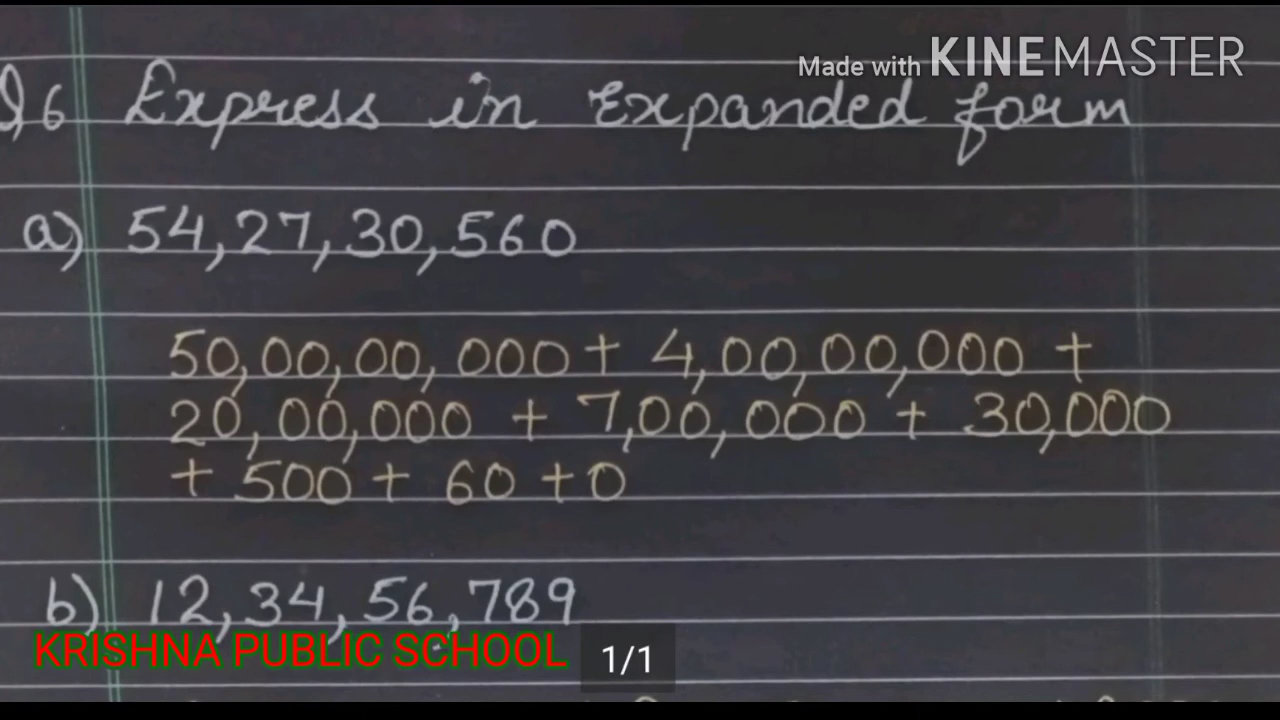 Made with KINEMASTER
Q6 Express in Expanded form
a) 54,27,30,560
50,00,00,000 + 4,00,00,000 +
20,00,000 + 7,00,000 + 30,000
+ 500 + 60 + 0
b) 12,34,56,789
KRISHNA PUBLIC SCHOOL
1/1